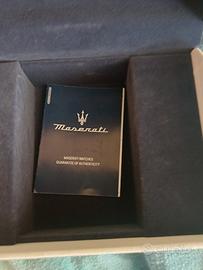 Maserati
MASERATI WATCHES
GUARANTEE OF AUTHENTICITY